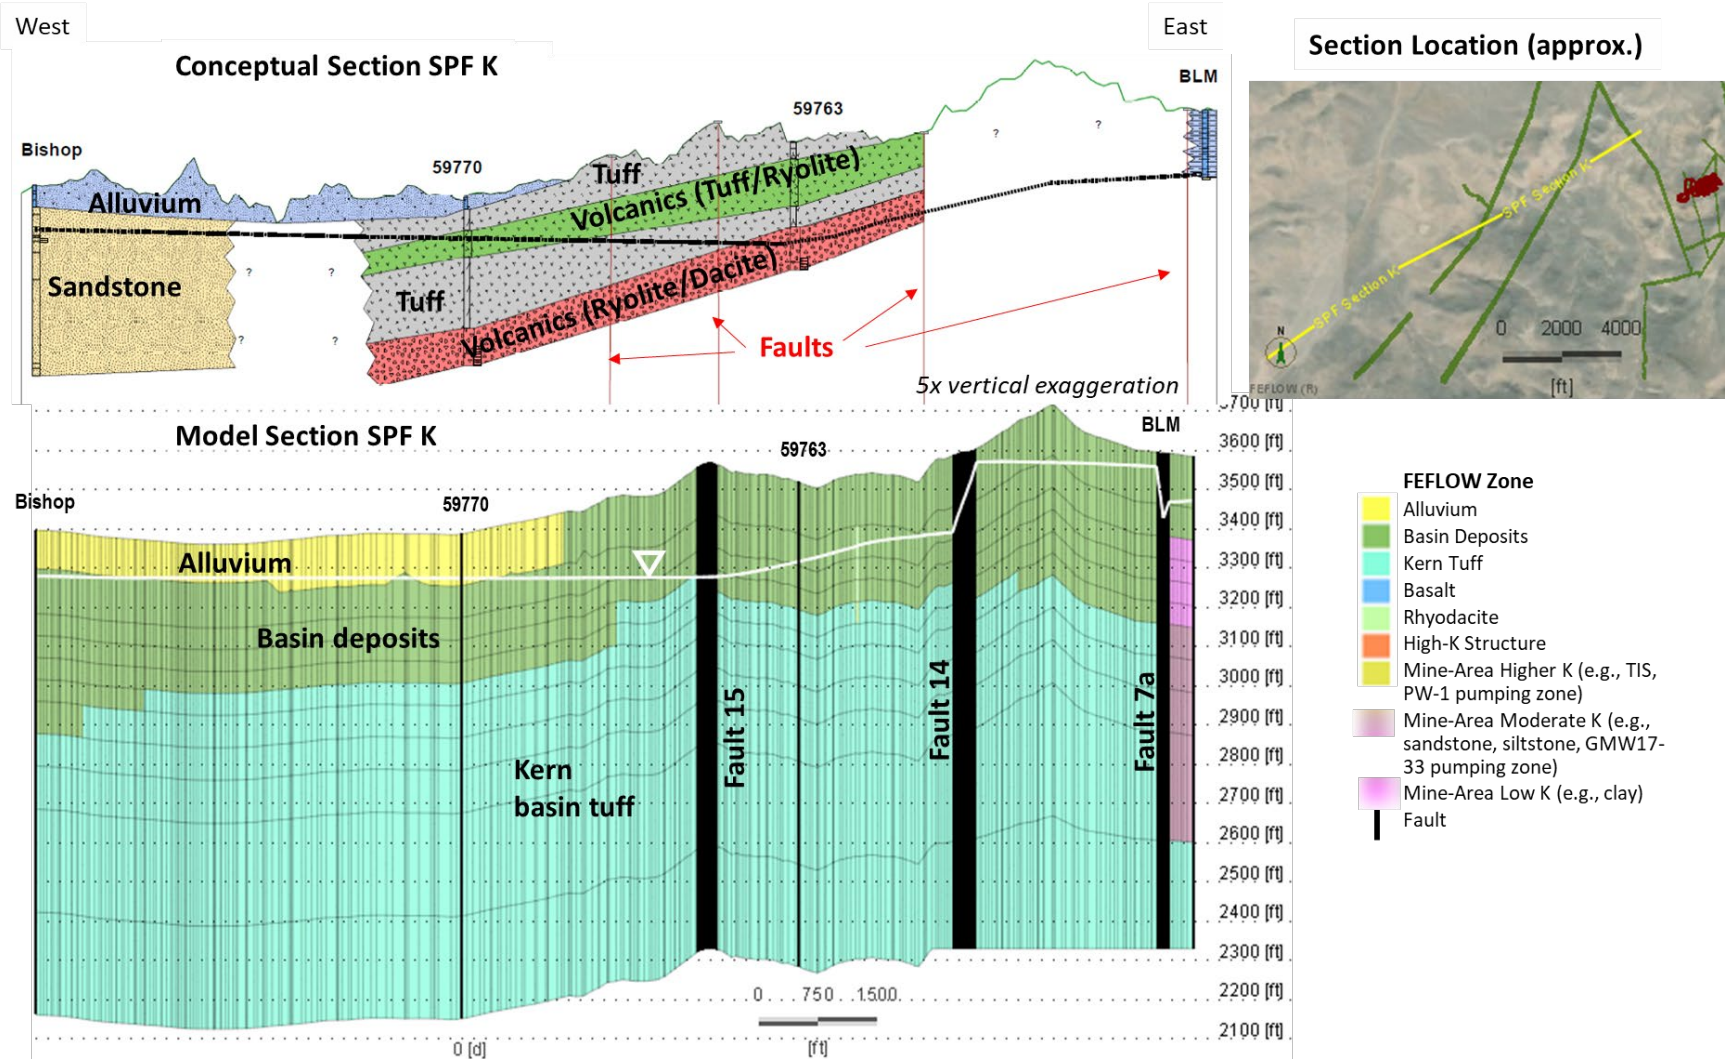 West
East
Section Location (approx.)
Conceptual Section SPF K
BLM
59763
Bishop
59770
Tuff
Volcanics (Tuff/Ryolite)
?
?
Alluvium
Sandstone
?
?
?
?
Tuff
Volcanics (Ryolite/Dacite)
Faults
5x vertical exaggeration
SPF Section K
SPF Section K
N
0 2000 4000
[ft]
FEFLOW (R)
Model Section SPF K
BLM
59763
Bishop
59770
3700 [ft]
3600 [ft]
3500 [ft]
3400 [ft]
3300 [ft]
3200 [ft]
3100 [ft]
3000 [ft]
2900 [ft]
2800 [ft]
2700 [ft]
2600 [ft]
2500 [ft]
2400 [ft]
2300 [ft]
2200 [ft]
2100 [ft]
Alluvium
Basin deposits
Kern
basin tuff
Fault 15
Fault 14
Fault 7a
0 750 1500
0 [d]
[ft]
FEFLOW Zone
Alluvium
Basin Deposits
Kern Tuff
Basalt
Rhyodacite
High-K Structure
Mine-Area Higher K (e.g., TIS,
PW-1 pumping zone)
Mine-Area Moderate K (e.g.,
sandstone, siltstone, GMW17-
33 pumping zone)
Mine-Area Low K (e.g., clay)
Fault